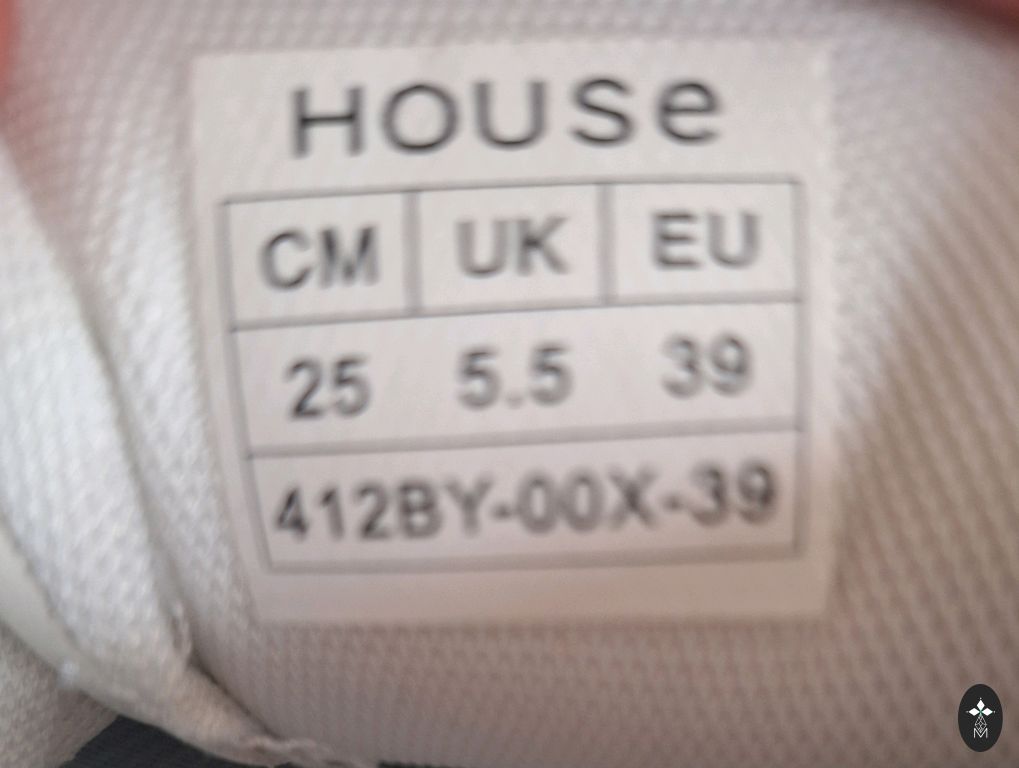 HOUSe
CM UK EU
25 5.5 39
412BY-00X-39
M